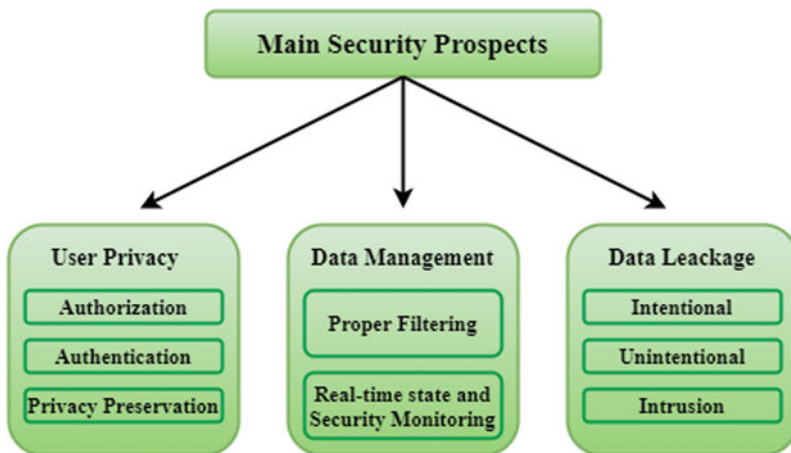 Main Security Prospects
User Privacy
Authorization
Authentication
Privacy Preservation
Data Management
Proper Filtering
Real-time state and
Security Monitoring
Data Leackage
Intentional
Unintentional
Intrusion